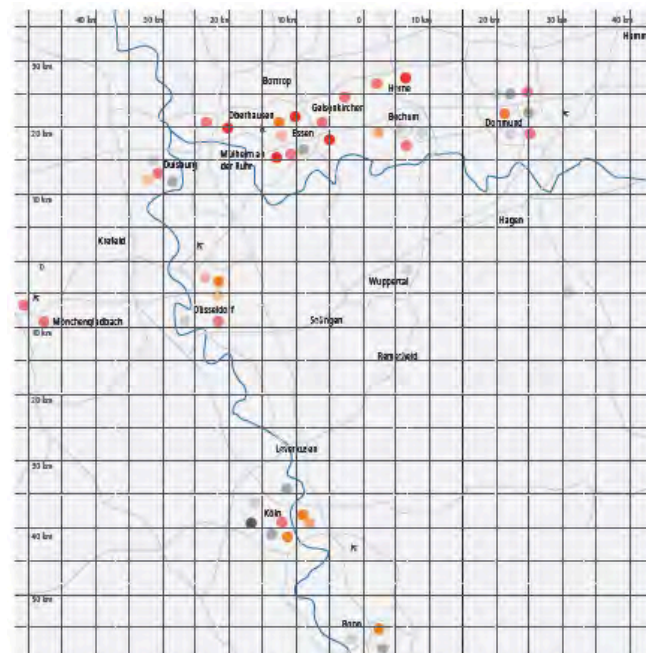 40 km 30 km 20 km 10 km 0 10 km 20 km 30 km 40 km
Hamm
30 km
Bottrop
Herne
Gelsenkirchen
Oberhausen
Bochum
Dortmund
20 km
Essen
Mülheim an
der Ruhr
Duisburg
10 km
Hagen
Krefeld
0
Wuppertal
Düsseldorf
Solingen
Mönchengladbach
10 km
Remscheid
20 km
Leverkusen
30 km
Köln
40 km
50 km
Bonn